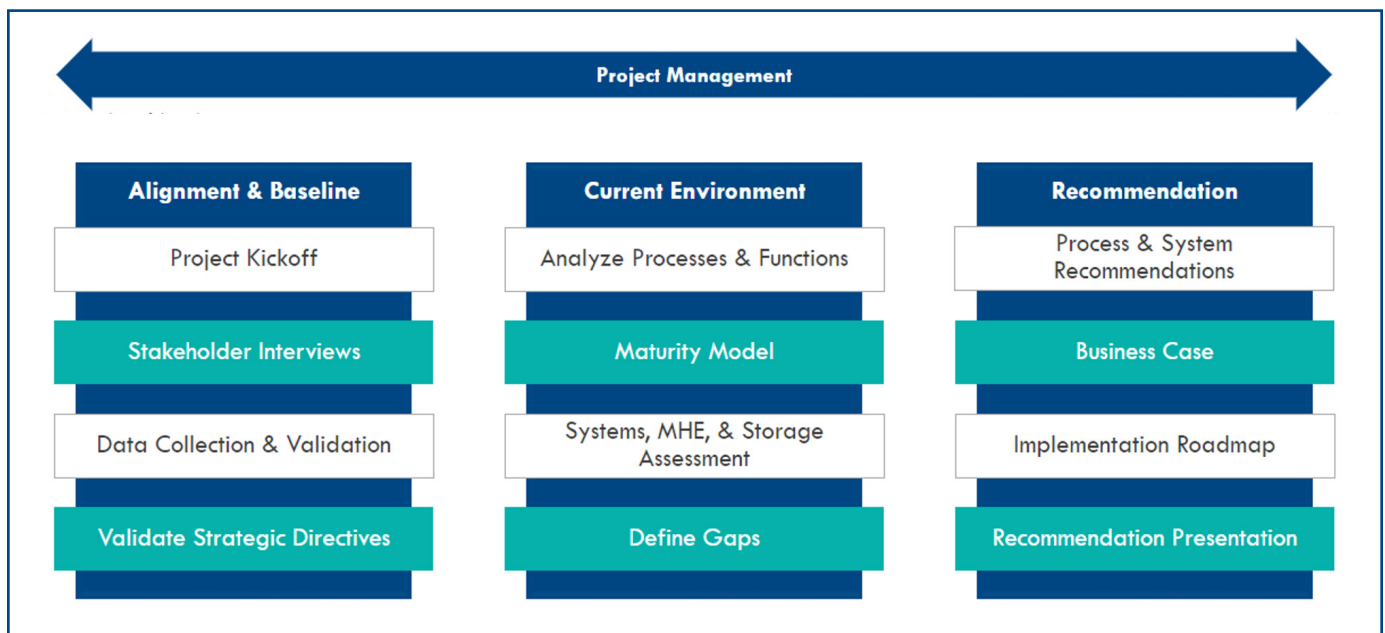 Project Management
Alignment & Baseline
Project Kickoff
Stakeholder Interviews
Data Collection & Validation
Validate Strategic Directives
Current Environment
Analyze Processes & Functions
Maturity Model
Systems, MHE, & Storage
Assessment
Define Gaps
Recommendation
Process & System
Recommendations
Business Case
Implementation Roadmap
Recommendation Presentation